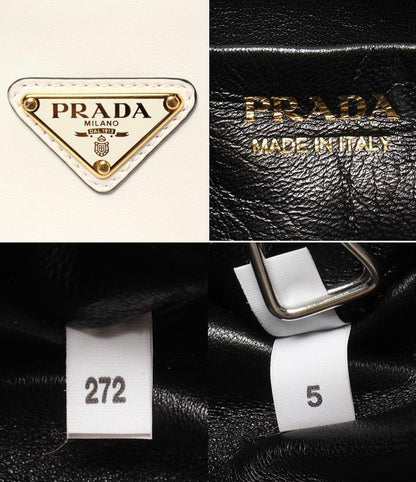 PRADA
MILANO
DAL 1913
PRADA
MADE IN ITALY
272
5